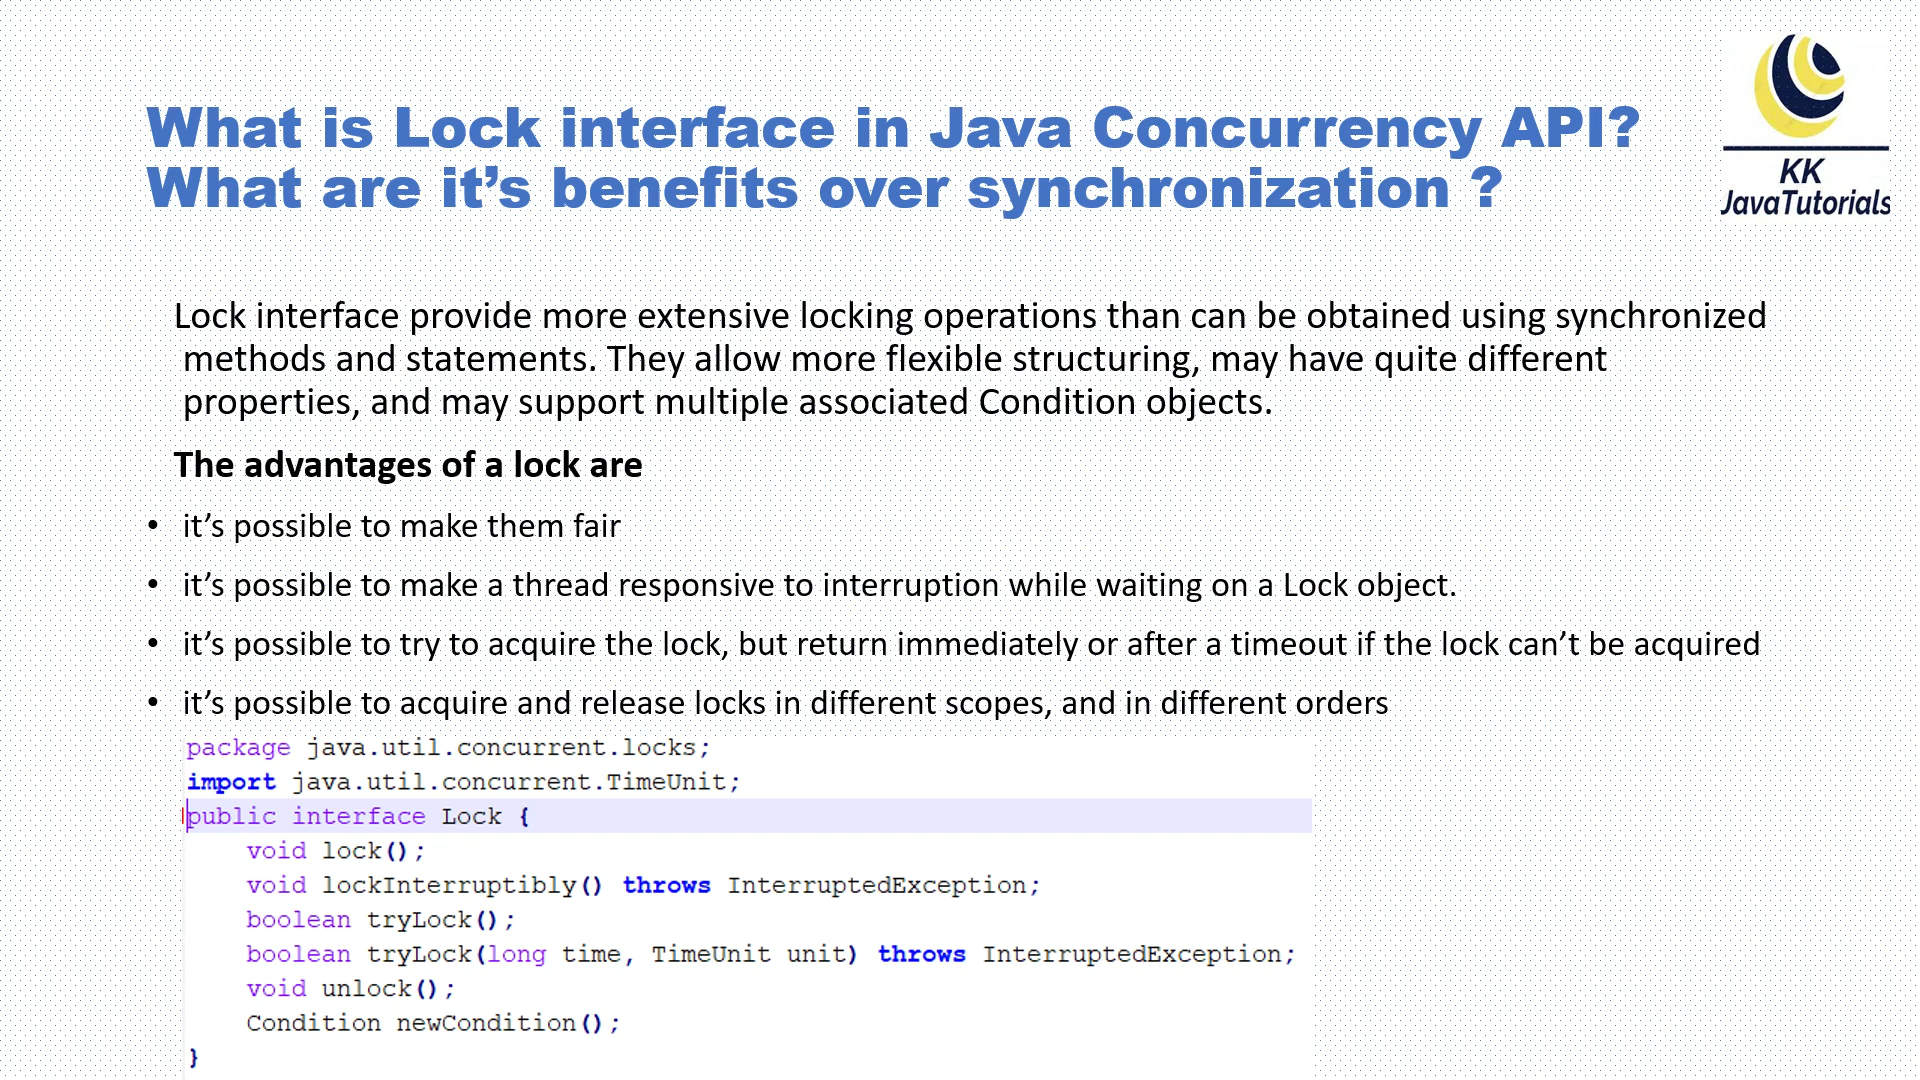 What is Lock interface in Java Concurrency API?
What are it’s benefits over synchronization ?
KK
JavaTutorials
Lock interface provide more extensive locking operations than can be obtained using synchronized
methods and statements. They allow more flexible structuring, may have quite different
properties, and may support multiple associated Condition objects.
The advantages of a lock are
• it’s possible to make them fair
• it’s possible to make a thread responsive to interruption while waiting on a Lock object.
• it’s possible to try to acquire the lock, but return immediately or after a timeout if the lock can’t be acquired
• it’s possible to acquire and release locks in different scopes, and in different orders
package java.util.concurrent.locks;
import java.util.concurrent.TimeUnit;
public interface Lock {
    void lock();
    void lockInterruptibly() throws InterruptedException;
    boolean tryLock();
    boolean tryLock(long time, TimeUnit unit) throws InterruptedException;
    void unlock();
    Condition newCondition();
}